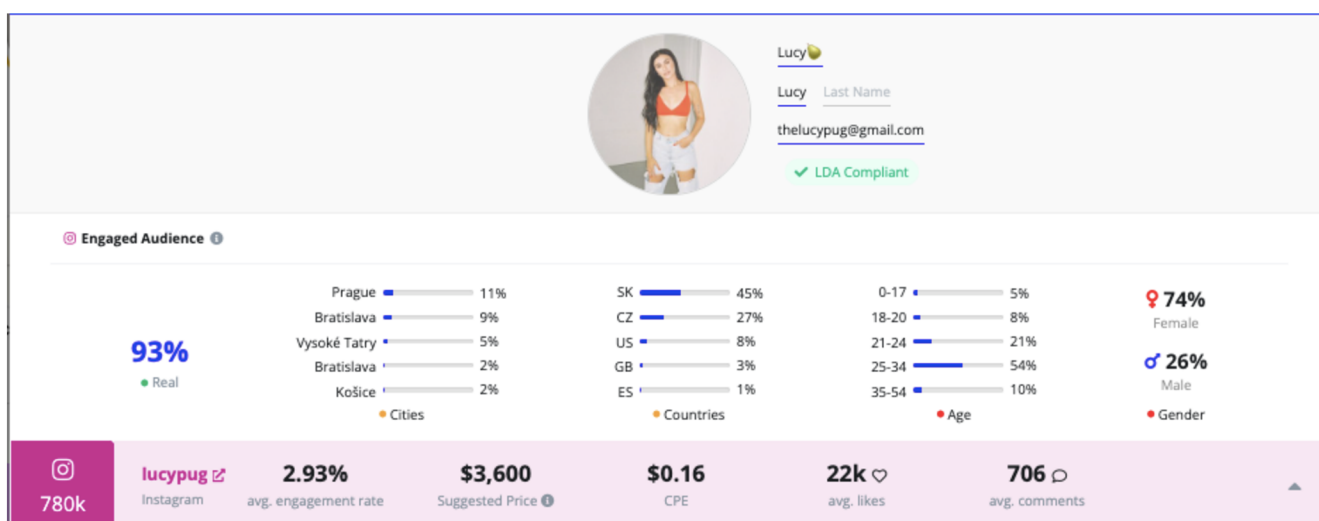 Lucy
Lucy Last Name
thelucypug@gmail.com
LDA Compliant
Engaged Audience
93%
Real
Prague 11%
Bratislava 9%
Vysoké Tatry 5%
Bratislava 2%
Košice 2%
Cities
SK 45%
CZ 27%
US 8%
GB 3%
ES 1%
Countries
0-17 5%
18-20 8%
21-24 21%
25-34 54%
35-54 10%
Age
74%
Female
26%
Male
Gender
780k
lucypug
Instagram
2.93%
avg. engagement rate
$3,600
Suggested Price
$0.16
CPE
22k
avg. likes
706
avg. comments